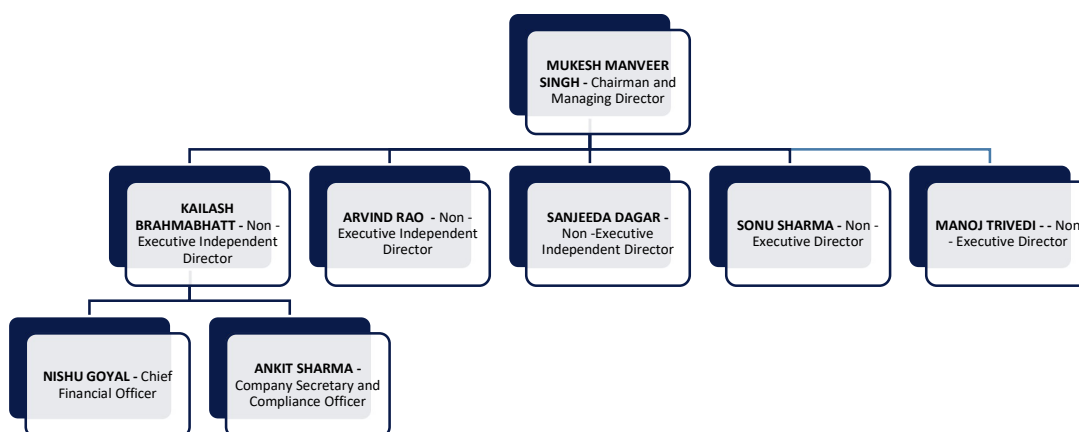 MUKESH MANVEER
SINGH - Chairman and
Managing Director
KAILASH
BRAHMABHATT - Non -
Executive Independent
Director
ARVIND RAO - Non -
Executive Independent
Director
SANJEEDA DAGAR -
Non -Executive
Independent Director
SONU SHARMA - Non -
Executive Director
MANOJ TRIVEDI - - Non
- Executive Director
NISHU GOYAL - Chief
Financial Officer
ANKIT SHARMA -
Company Secretary and
Compliance Officer